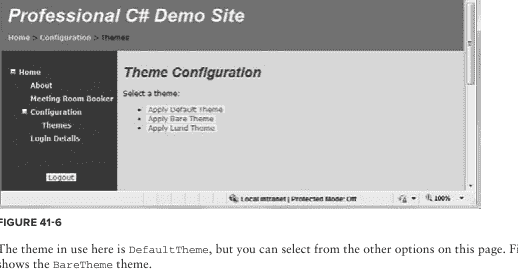 Professional C# Demo Site
Home > Configuration > Themes
Home
About
Meeting Room Booker
Configuration
Themes
Login Details
Logout
Theme Configuration
Select a theme:
• Apply Default Theme
• Apply Bare Theme
• Apply Lund Theme
Local intranet | Protected Mode: Off
100%
FIGURE 41-6
The theme in use here is DefaultTheme, but you can select from the other options on this page. Fi
shows the BareTheme theme.